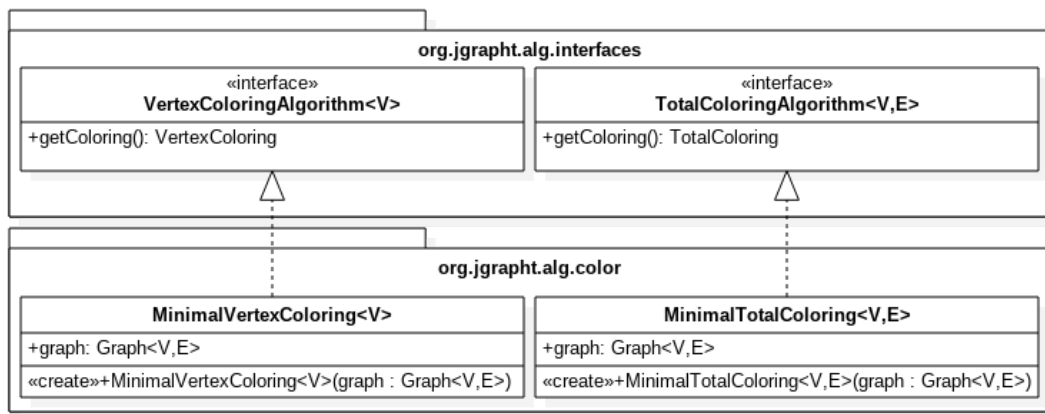 org.jgrapht.alg.interfaces
«interface»
VertexColoringAlgorithm<V>
+getColoring(): VertexColoring
«interface»
TotalColoringAlgorithm<V,E>
+getColoring(): TotalColoring
org.jgrapht.alg.color
MinimalVertexColoring<V>
+graph: Graph<V,E>
«create»+MinimalVertexColoring<V>(graph : Graph<V,E>)
MinimalTotalColoring<V,E>
+graph: Graph<V,E>
«create»+MinimalTotalColoring<V,E>(graph : Graph<V,E>)